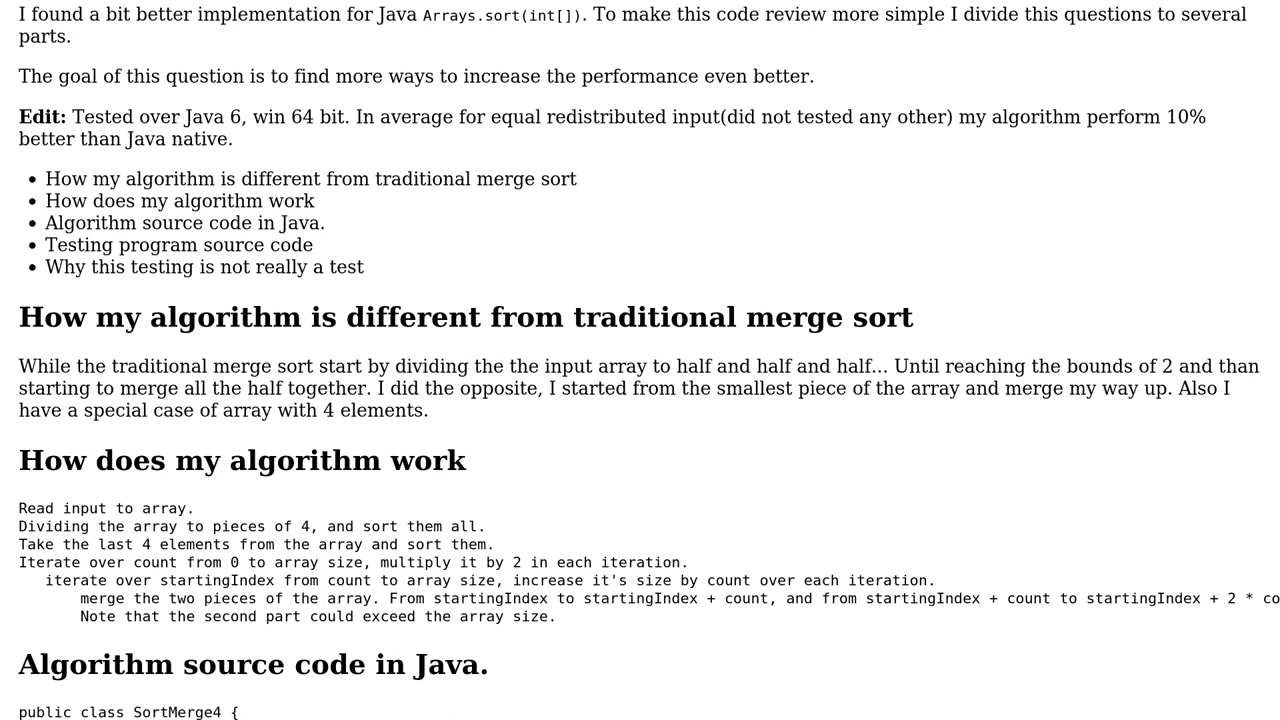 I found a bit better implementation for Java Arrays.sort(int[]). To make this code review more simple I divide this questions to several
parts.
The goal of this question is to find more ways to increase the performance even better.
Edit: Tested over Java 6, win 64 bit. In average for equal redistributed input(did not tested any other) my algorithm perform 10%
better than Java native.
• How my algorithm is different from traditional merge sort
• How does my algorithm work
• Algorithm source code in Java.
• Testing program source code
• Why this testing is not really a test
How my algorithm is different from traditional merge sort
While the traditional merge sort start by dividing the the input array to half and half and half... Until reaching the bounds of 2 and than
starting to merge all the half together. I did the opposite, I started from the smallest piece of the array and merge my way up. Also I
have a special case of array with 4 elements.
How does my algorithm work
Read input to array.
Dividing the array to pieces of 4, and sort them all.
Take the last 4 elements from the array and sort them.
Iterate over count from 0 to array size, multiply it by 2 in each iteration.
iterate over startingIndex from count to array size, increase it's size by count over each iteration.
merge the two pieces of the array. From startingIndex to startingIndex + count, and from startingIndex + count to startingIndex + 2 * co
Note that the second part could exceed the array size.
Algorithm source code in Java.
public class SortMerge4 {